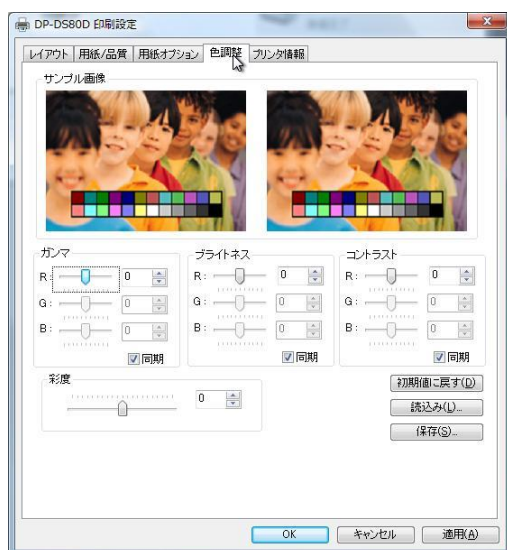 DP-DS80D 印刷設定
レイアウト 用紙/品質 用紙オプション 色調整 プリンタ情報
サンプル画像
ガンマ ブライトネス コントラスト
R: 0 R: 0 R: 0
G: 0 G: 0 G: 0
B: 0 B: 0 B: 0
同期 同期 同期
彩度
0
初期値に戻す(D)
読込み(L)...
保存(S)...
OK キャンセル 適用(A)